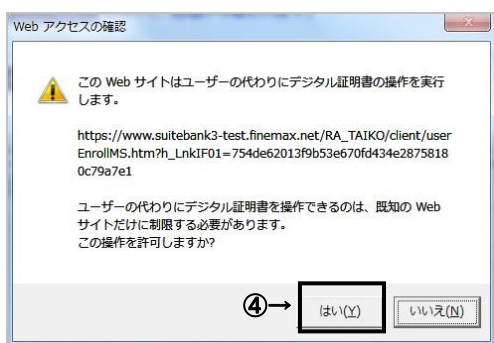 Web アクセスの確認
この Web サイトはユーザーの代わりにデジタル証明書の操作を実行
します。
https://www.suitebank3-test.finemax.net/RA_TAIKO/client/user
EnrollMS.htm?h_LnkIF01=754de62013f9b53e670fd434e2875818
0c79a7e1
ユーザーの代わりにデジタル証明書を操作できるのは、既知の Web
サイトだけに制限する必要があります。
この操作を許可しますか?
④→ はい(Y) いいえ(N)